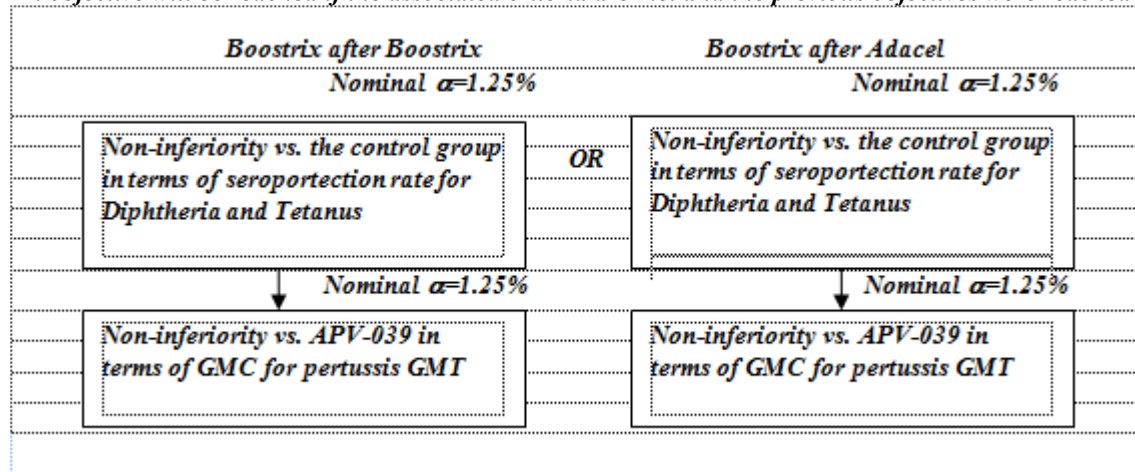 Boostrix after Boostrix
Boostrix after Adacel
Nominal α=1.25%
Nominal α=1.25%
Non-inferiority vs. the control group
in terms of seroportection rate for
Diphtheria and Tetanus
OR
Non-inferiority vs. the control group
in terms of seroportection rate for
Diphtheria and Tetanus
Nominal α=1.25%
Nominal α=1.25%
Non-inferiority vs. APV-039 in
terms of GMC for pertussis GMT
Non-inferiority vs. APV-039 in
terms of GMC for pertussis GMT